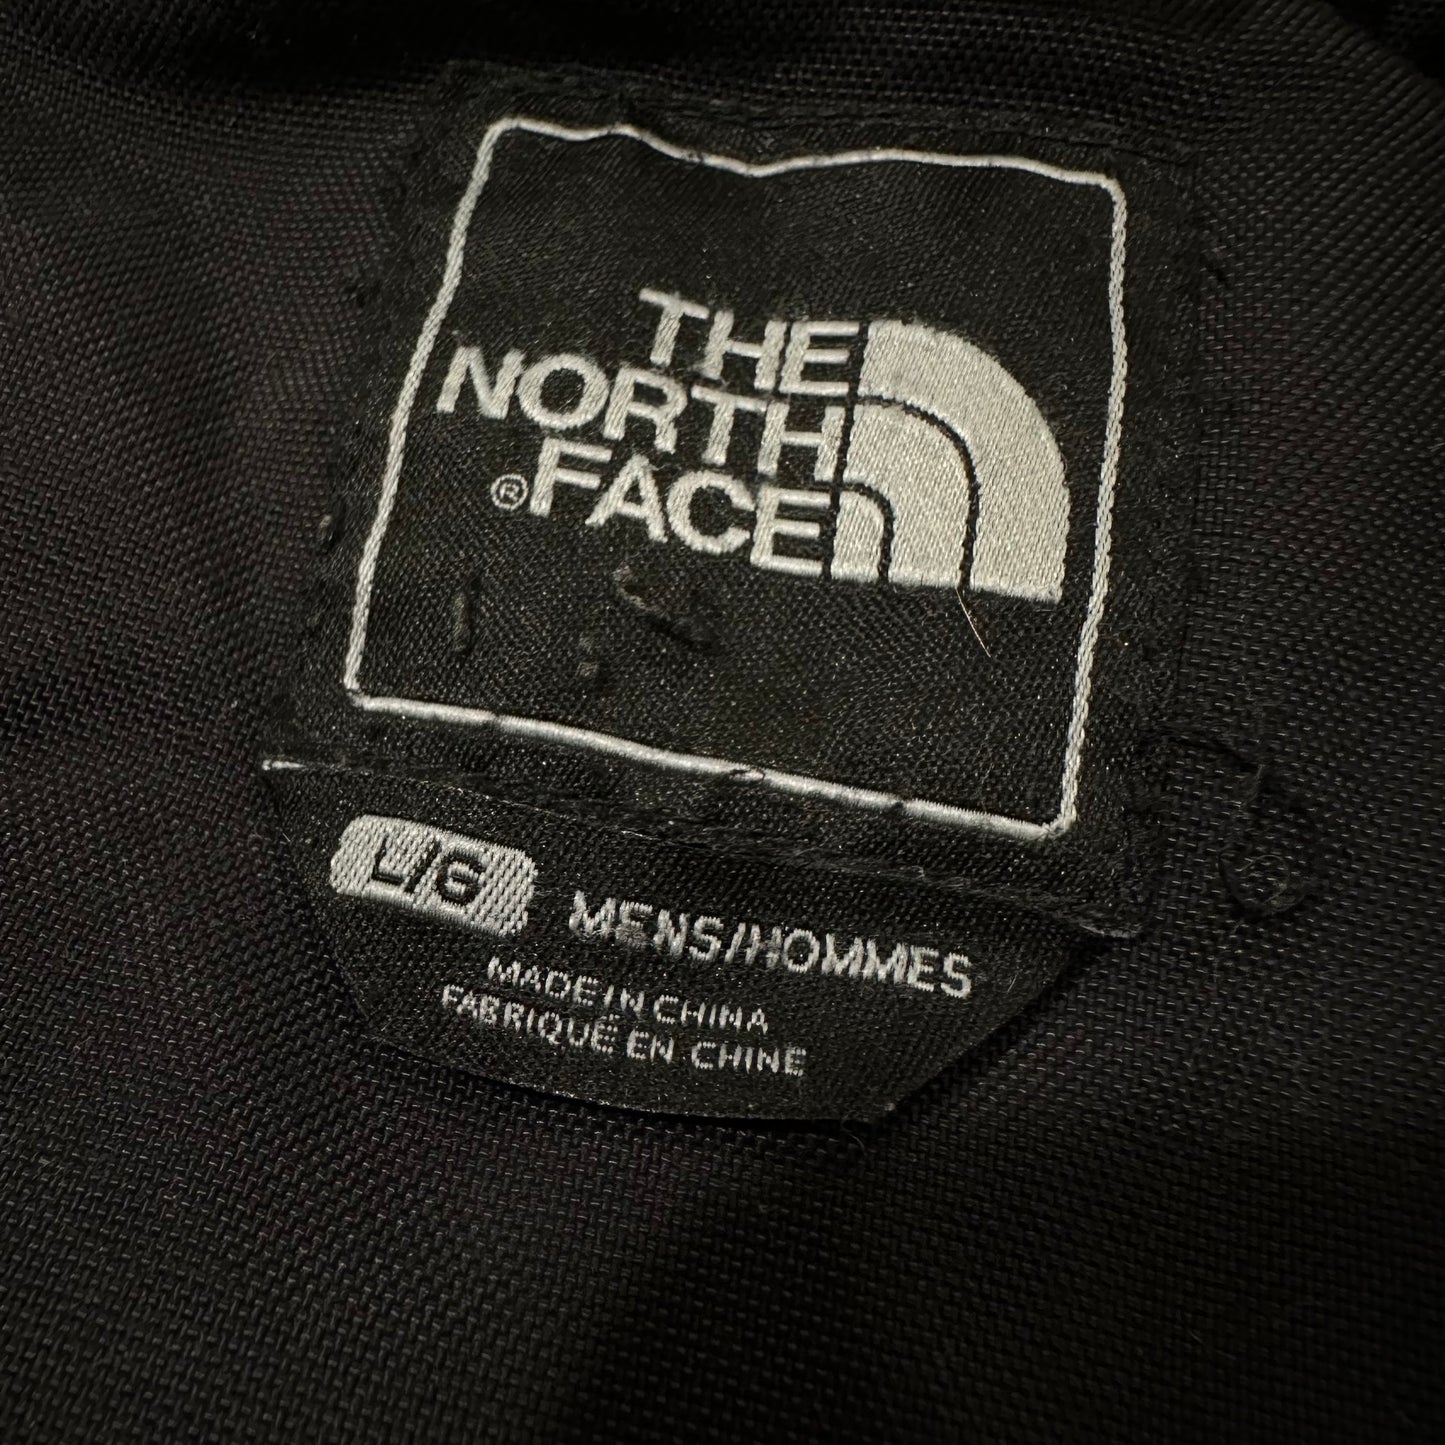 THE
NORTH
®FACE
L/G MENS/HOMMES
MADE IN CHINA
FABRIQUÉ EN CHINE